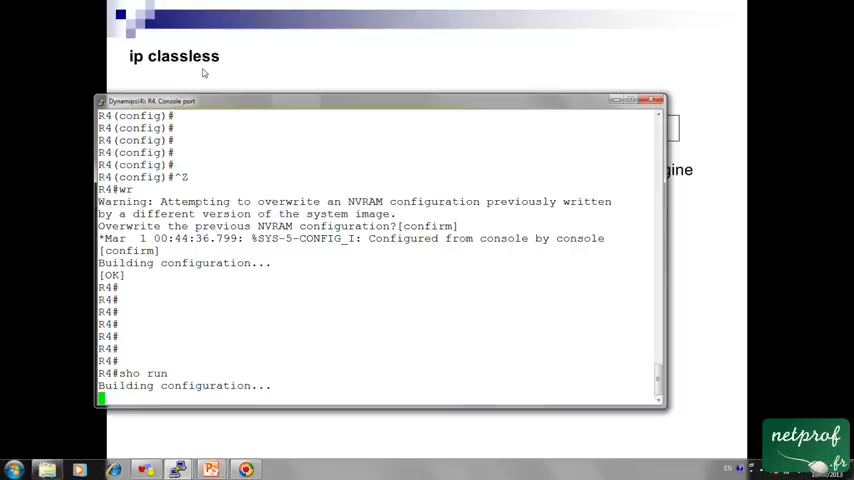 ip classless
Dynamips(4): R4, Console port
R4(config)#
R4(config)#
R4(config)#
R4(config)#
R4(config)#
R4(config)#^Z
R4#wr
Warning: Attempting to overwrite an NVRAM configuration previously written
by a different version of the system image.
Overwrite the previous NVRAM configuration?[confirm]
*Mar  1 00:44:36.799: %SYS-5-CONFIG_I: Configured from console by console
[confirm]
Building configuration...
[OK]
R4#
R4#
R4#
R4#
R4#
R4#
R4#
R4#sho run
Building configuration...
gine
netprof
.fr
EN